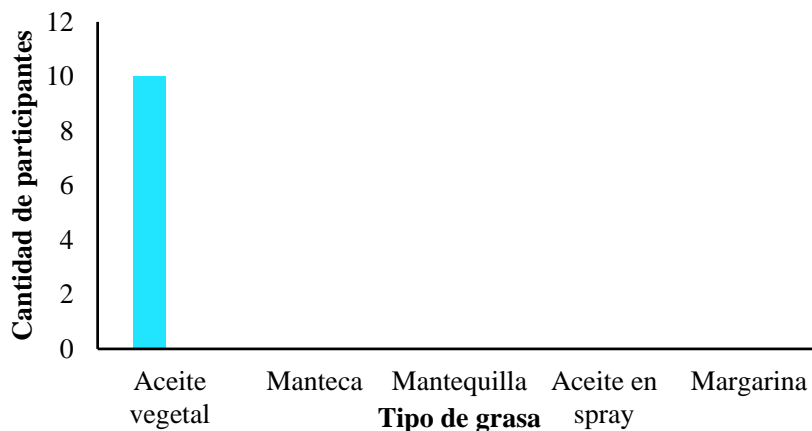 Cantidad de participantes
12
10
8
6
4
2
0
Aceite vegetal
Manteca
Mantequilla
Aceite en spray
Margarina
Tipo de grasa